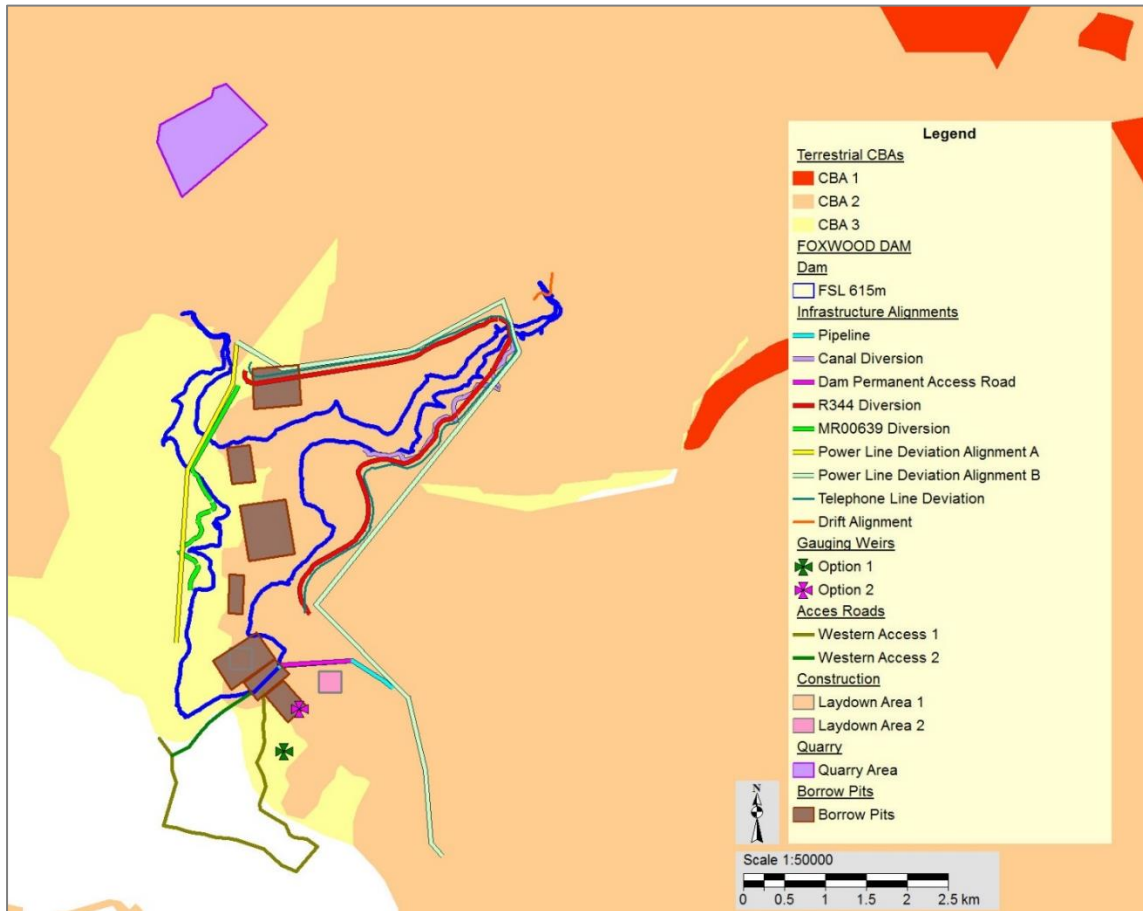 Legend
Terrestrial CBAs
CBA 1
CBA 2
CBA 3
FOXWOOD DAM
Dam
FSL 615m
Infrastructure Alignments
Pipeline
Canal Diversion
Dam Permanent Access Road
R344 Diversion
MR00639 Diversion
Power Line Deviation Alignment A
Power Line Deviation Alignment B
Telephone Line Deviation
Drift Alignment
Gauging Weirs
Option 1
Option 2
Acces Roads
Western Access 1
Western Access 2
Construction
Laydown Area 1
Laydown Area 2
Quarry
Quarry Area
Borrow Pits
Borrow Pits
N
Scale 1:50000
0 0.5 1 1.5 2 2.5 km